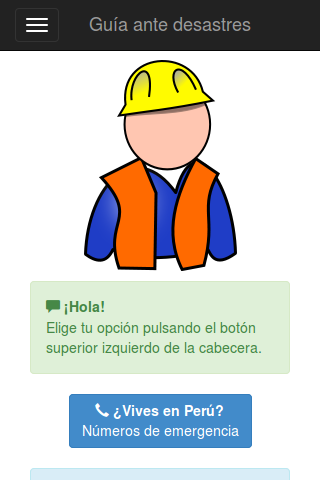 Guía ante desastres
¡Hola!
Elige tu opción pulsando el botón
superior izquierdo de la cabecera.
¿Vives en Perú?
Números de emergencia